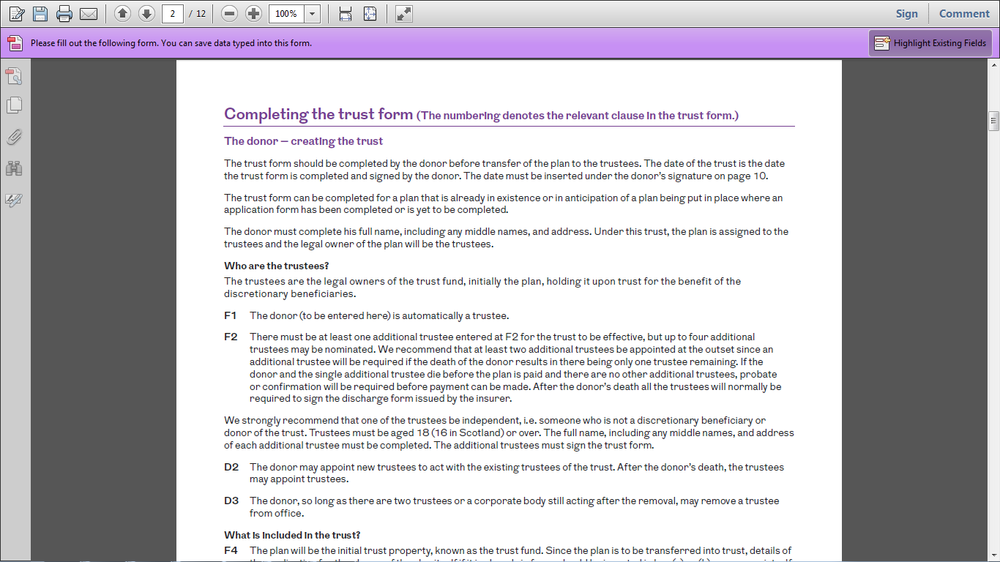 2 / 12
100%
Sign
Comment
Please fill out the following form. You can save data typed into this form.
Highlight Existing Fields
Completing the trust form (The numbering denotes the relevant clause in the trust form.)
The donor – creating the trust
The trust form should be completed by the donor before transfer of the plan to the trustees. The date of the trust is the date
the trust form is completed and signed by the donor. The date must be inserted under the donor's signature on page 10.
The trust form can be completed for a plan that is already in existence or in anticipation of a plan being put in place where an
application form has been completed or is yet to be completed.
The donor must complete his full name, including any middle names, and address. Under this trust, the plan is assigned to the
trustees and the legal owner of the plan will be the trustees.
Who are the trustees?
The trustees are the legal owners of the trust fund, initially the plan, holding it upon trust for the benefit of the
discretionary beneficiaries.
F1 The donor (to be entered here) is automatically a trustee.
F2 There must be at least one additional trustee entered at F2 for the trust to be effective, but up to four additional
trustees may be nominated. We recommend that at least two additional trustees be appointed at the outset since an
additional trustee will be required if the death of the donor results in there being only one trustee remaining. If the
donor and the single additional trustee die before the plan is paid and there are no other additional trustees, probate
or confirmation will be required before payment can be made. After the donor's death all the trustees will normally be
required to sign the discharge form issued by the insurer.
We strongly recommend that one of the trustees be independent, i.e. someone who is not a discretionary beneficiary or
donor of the trust. Trustees must be aged 18 (16 in Scotland) or over. The full name, including any middle names, and address
of each additional trustee must be completed. The additional trustees must sign the trust form.
D2 The donor may appoint new trustees to act with the existing trustees of the trust. After the donor's death, the trustees
may appoint trustees.
D3 The donor, so long as there are two trustees or a corporate body still acting after the removal, may remove a trustee
from office.
What is included in the trust?
F4 The plan will be the initial trust property, known as the trust fund. Since the plan is to be transferred into trust, details of